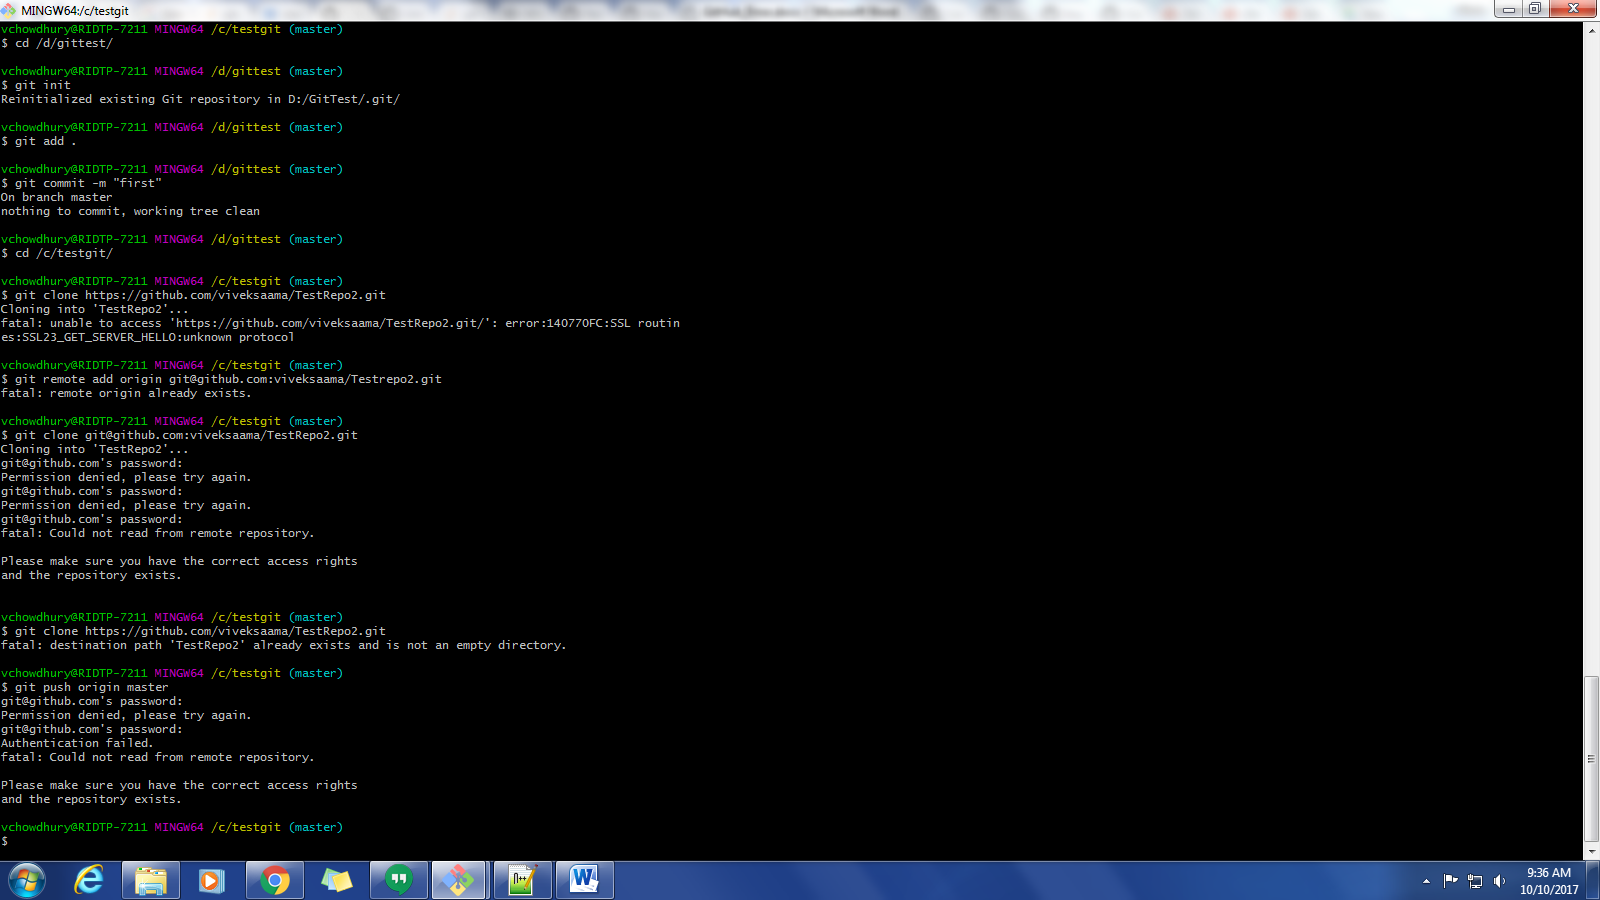 MINGW64:/c/testgit
vchowdhury@RIDTP-7211 MINGW64 /c/testgit (master)
$ cd /d/gittest/
vchowdhury@RIDTP-7211 MINGW64 /d/gittest (master)
$ git init
Reinitialized existing Git repository in D:/GitTest/.git/
vchowdhury@RIDTP-7211 MINGW64 /d/gittest (master)
$ git add .
vchowdhury@RIDTP-7211 MINGW64 /d/gittest (master)
$ git commit -m "first"
On branch master
nothing to commit, working tree clean
vchowdhury@RIDTP-7211 MINGW64 /d/gittest (master)
$ cd /c/testgit/
vchowdhury@RIDTP-7211 MINGW64 /c/testgit (master)
$ git clone https://github.com/viveksaama/TestRepo2.git
Cloning into 'TestRepo2'...
fatal: unable to access 'https://github.com/viveksaama/TestRepo2.git/': error:140770FC:SSL routin
es:SSL23_GET_SERVER_HELLO:unknown protocol
vchowdhury@RIDTP-7211 MINGW64 /c/testgit (master)
$ git remote add origin git@github.com:viveksaama/Testrepo2.git
fatal: remote origin already exists.
vchowdhury@RIDTP-7211 MINGW64 /c/testgit (master)
$ git clone git@github.com:viveksaama/TestRepo2.git
Cloning into 'TestRepo2'...
git@github.com's password:
Permission denied, please try again.
git@github.com's password:
Permission denied, please try again.
git@github.com's password:
fatal: Could not read from remote repository.
Please make sure you have the correct access rights
and the repository exists.
vchowdhury@RIDTP-7211 MINGW64 /c/testgit (master)
$ git clone https://github.com/viveksaama/TestRepo2.git
fatal: destination path 'TestRepo2' already exists and is not an empty directory.
vchowdhury@RIDTP-7211 MINGW64 /c/testgit (master)
$ git push origin master
git@github.com's password:
Permission denied, please try again.
git@github.com's password:
Authentication failed.
fatal: Could not read from remote repository.
Please make sure you have the correct access rights
and the repository exists.
vchowdhury@RIDTP-7211 MINGW64 /c/testgit (master)
$
9:36 AM
10/10/2017